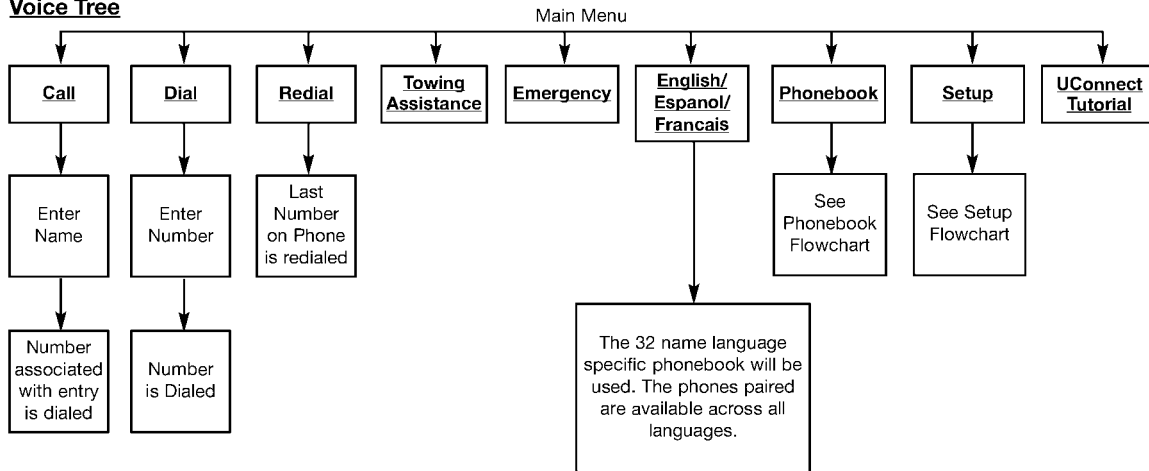 Voice Tree
Main Menu
Call
Dial
Redial
Towing
Assistance
Emergency
English/
Espanol/
Francais
Phonebook
Setup
UConnect
Tutorial
Enter
Name
Enter
Number
Last
Number
on Phone
is redialed
See
Phonebook
Flowchart
See Setup
Flowchart
Number
associated
with entry
is dialed
Number
is Dialed
The 32 name language
specific phonebook will be
used. The phones paired
are available across all
languages.